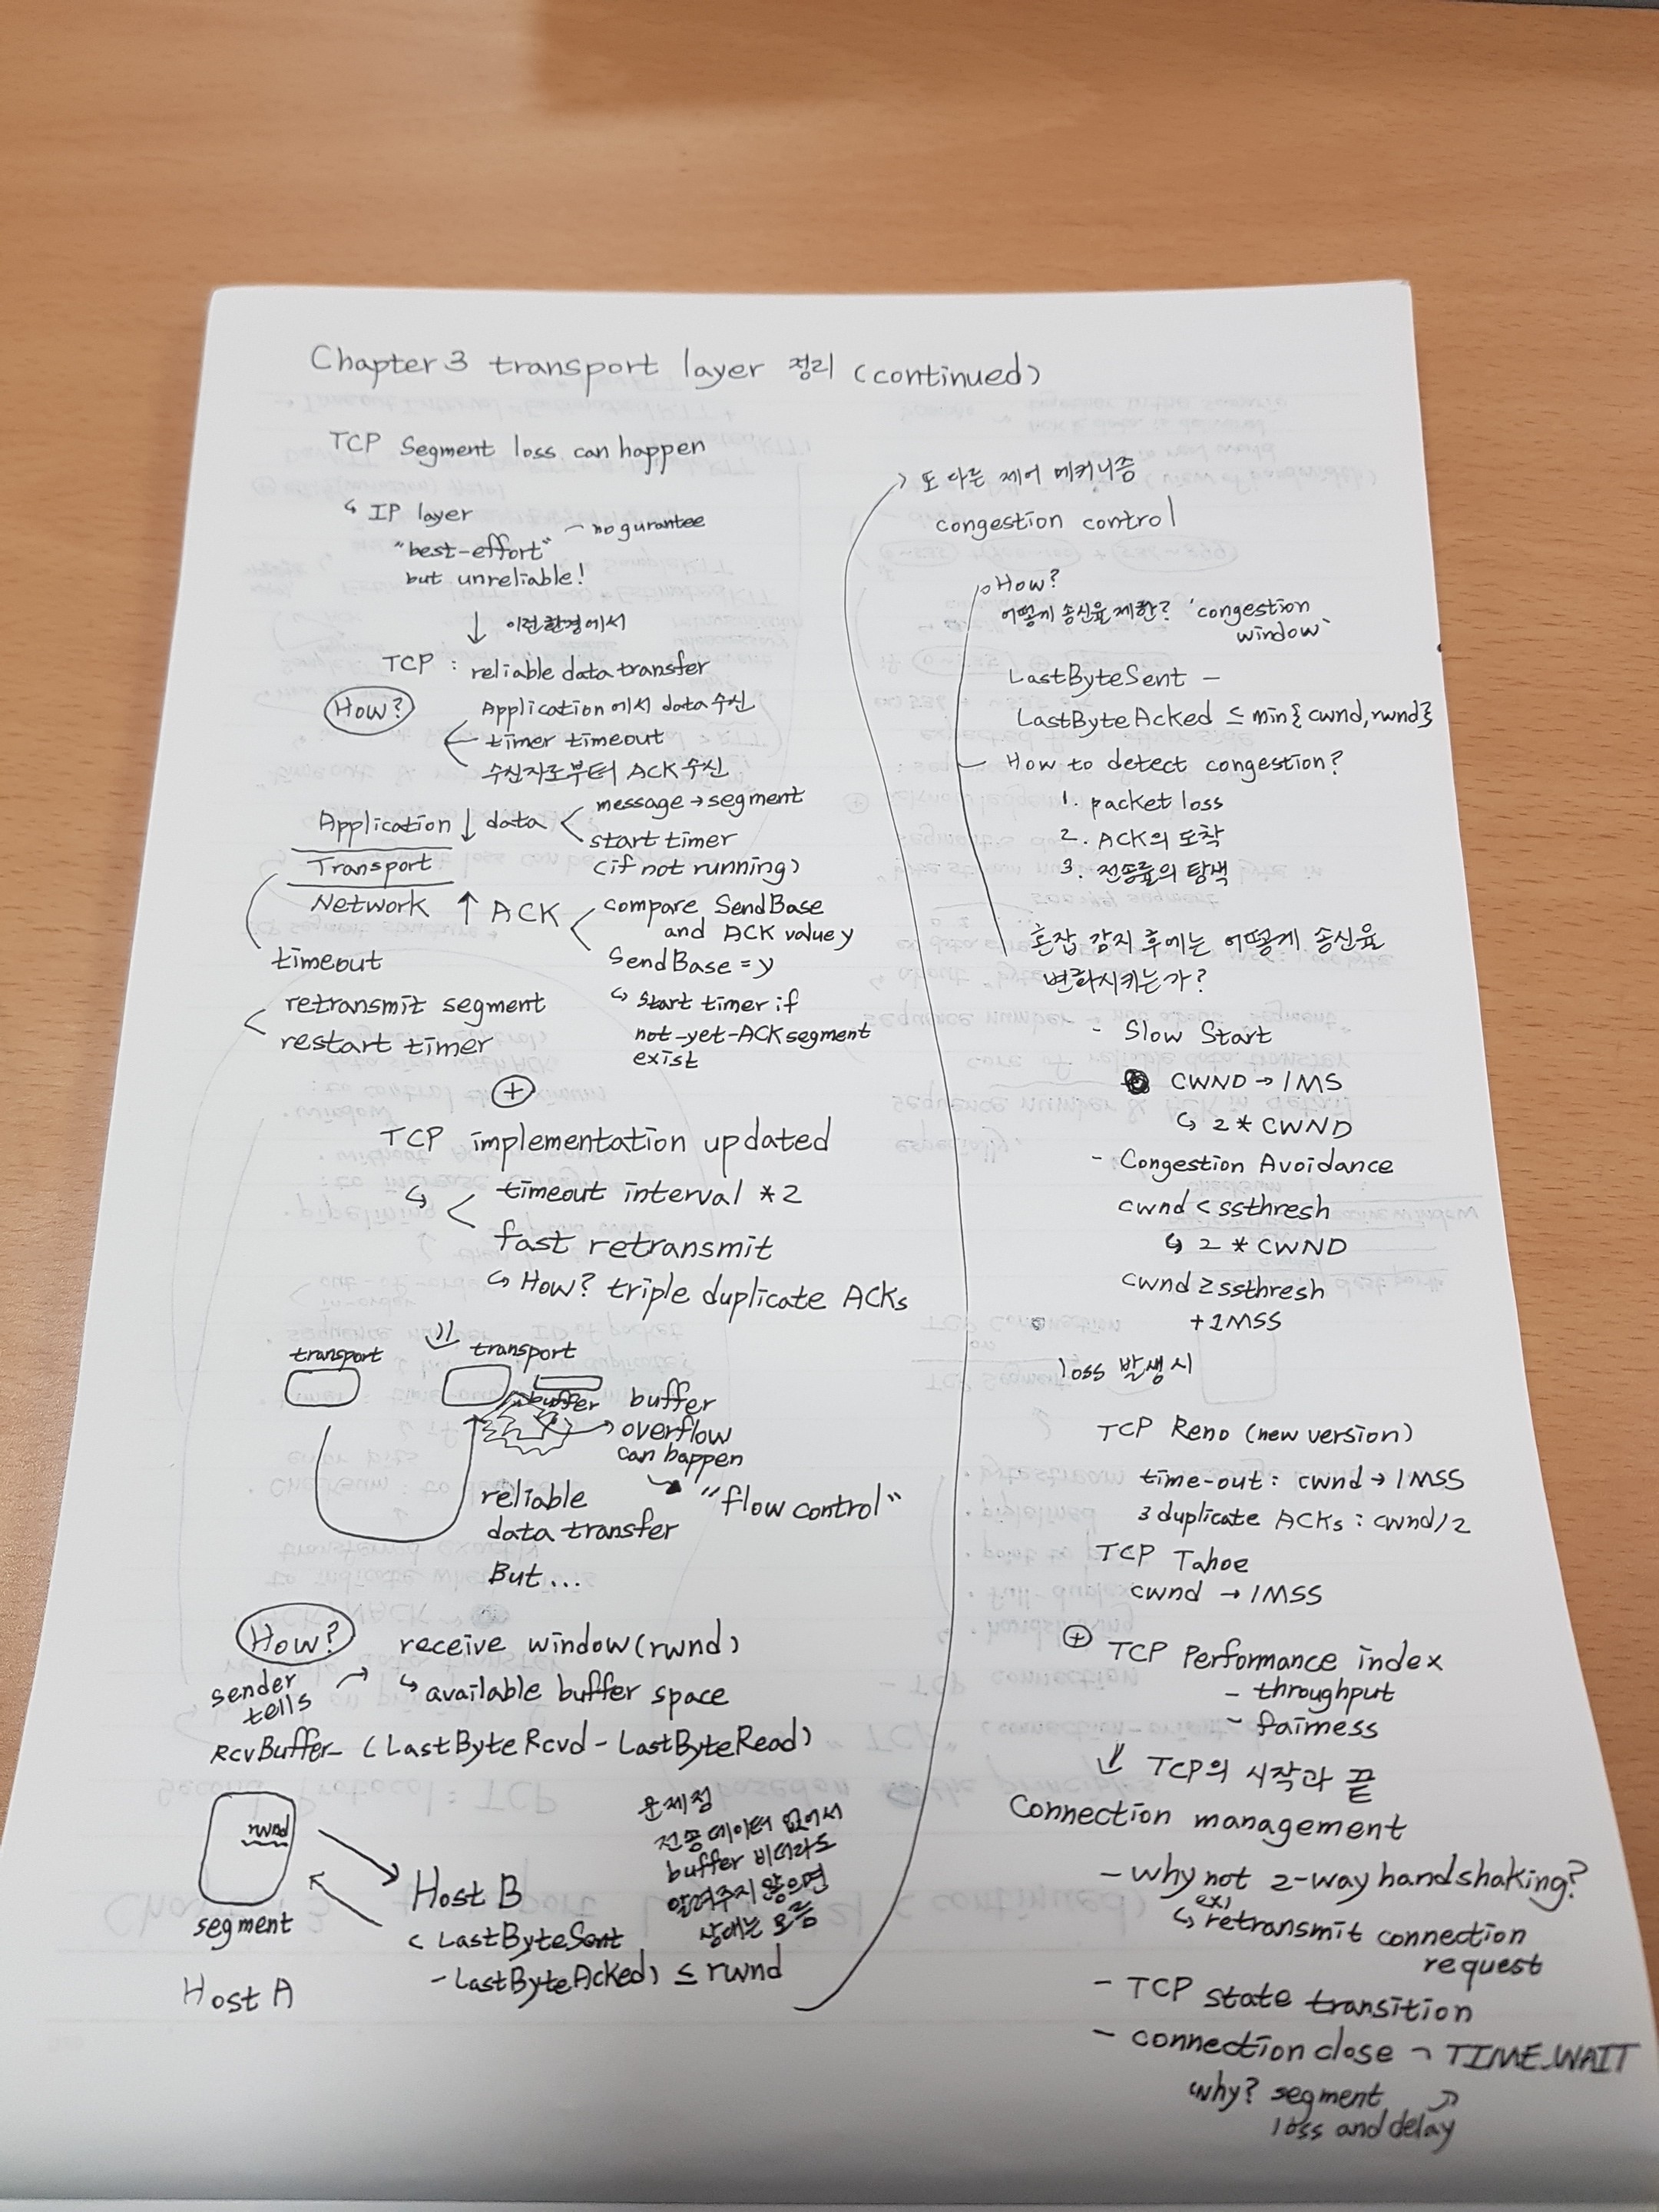 Chapter 3 transport layer 정리 (continued)
TCP Segment loss can happen
↳ IP layer
"best-effort" - no gurantee
but unreliable!
↓ 이런 환경에서
TCP : reliable data transfer
How?
Application에서 data 수신
timer timeout
수신자로부터 ACK 수신
Application ↓ data < message → segment
start timer
(if not running)
Transport
Network ↑ ACK < compare SendBase
and ACK value y
SendBase = y
↳ start timer if
not-yet-ACK segment
exist
timeout
< retransmit segment
restart timer
⊕
TCP implementation updated
↳ < timeout interval * 2
fast retransmit
↳ How? triple duplicate ACKs
transport transport
buffer
buffer
overflow
can happen
→ "flow control"
reliable
data transfer
But...
How? receive window (rwnd)
sender
tells
↳ available buffer space
RcvBuffer - (LastByteRcvd - LastByteRead)
rwnd
segment
Host A
Host B
(LastByteSent
- LastByteAcked) ≤ rwnd
문제점
전송 데이터 없어서
buffer 비더라도
알려주지 않으면
상대는 모름
→ 또 다른 제어 메커니즘
congestion control
How?
어떻게 송신율 제한? 'congestion
window'
LastByteSent -
LastByteAcked ≤ min{cwnd, rwnd}
- How to detect congestion?
1. packet loss
2. ACK의 도착
3. 전송률의 탐색
혼잡 감지 후에는 어떻게 송신율
변화시키는가?
- Slow Start
CWND → 1MS
↳ 2 * CWND
- Congestion Avoidance
cwnd < ssthresh
↳ 2 * CWND
cwnd ≥ ssthresh
+1MSS
loss 발생시
TCP Reno (new version)
time-out : cwnd → 1MSS
3 duplicate ACKs : cwnd/2
TCP Tahoe
cwnd → 1MSS
⊕ TCP Performance index
- throughput
- fairness
⇓ TCP의 시작과 끝
Connection management
- why not 2-way handshaking?
ex)
↳ retransmit connection
request
- TCP state transition
- connection close → TIME_WAIT
why? segment
loss and delay